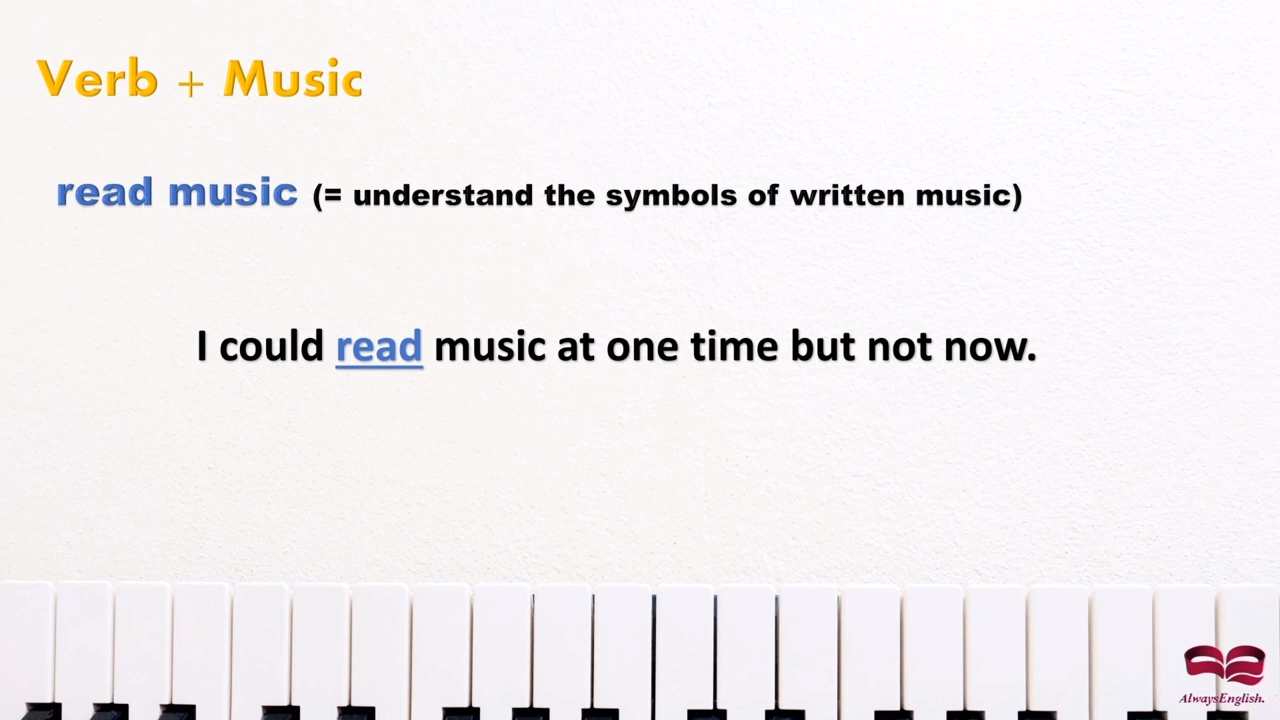 Verb + Music
read music (= understand the symbols of written music)
I could read music at one time but not now.
AlwaysEnglish.